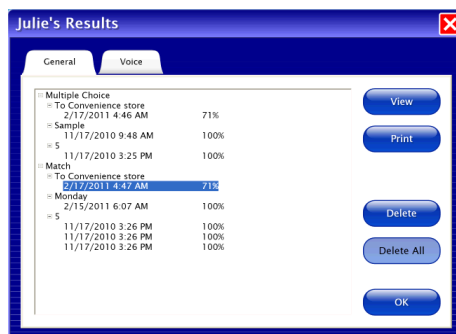 Julie's Results
General Voice
Multiple Choice
To Convenience store
2/17/2011 4:46 AM 71%
Sample
11/17/2010 9:48 AM 100%
5
11/17/2010 3:25 PM 100%
Match
To Convenience store
2/17/2011 4:47 AM 71%
Monday
2/15/2011 6:07 AM 100%
5
11/17/2010 3:26 PM 100%
11/17/2010 3:26 PM 100%
11/17/2010 3:26 PM 100%
View
Print
Delete
Delete All
OK